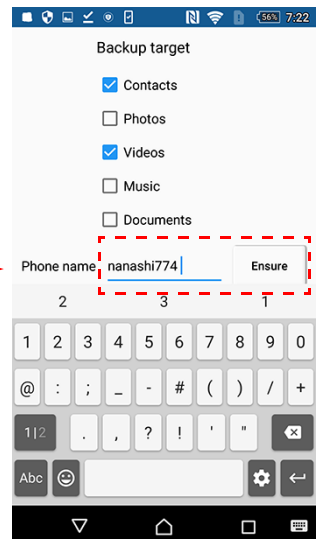 56% 7:22
Backup target
Contacts
Photos
Videos
Music
Documents
Phone name nanashi774 Ensure
2 3 1
1 2 3 4 5 6 7 8 9 0
@ : ; _ - # ( ) / +
1|2 . , ? ! ' "
Abc